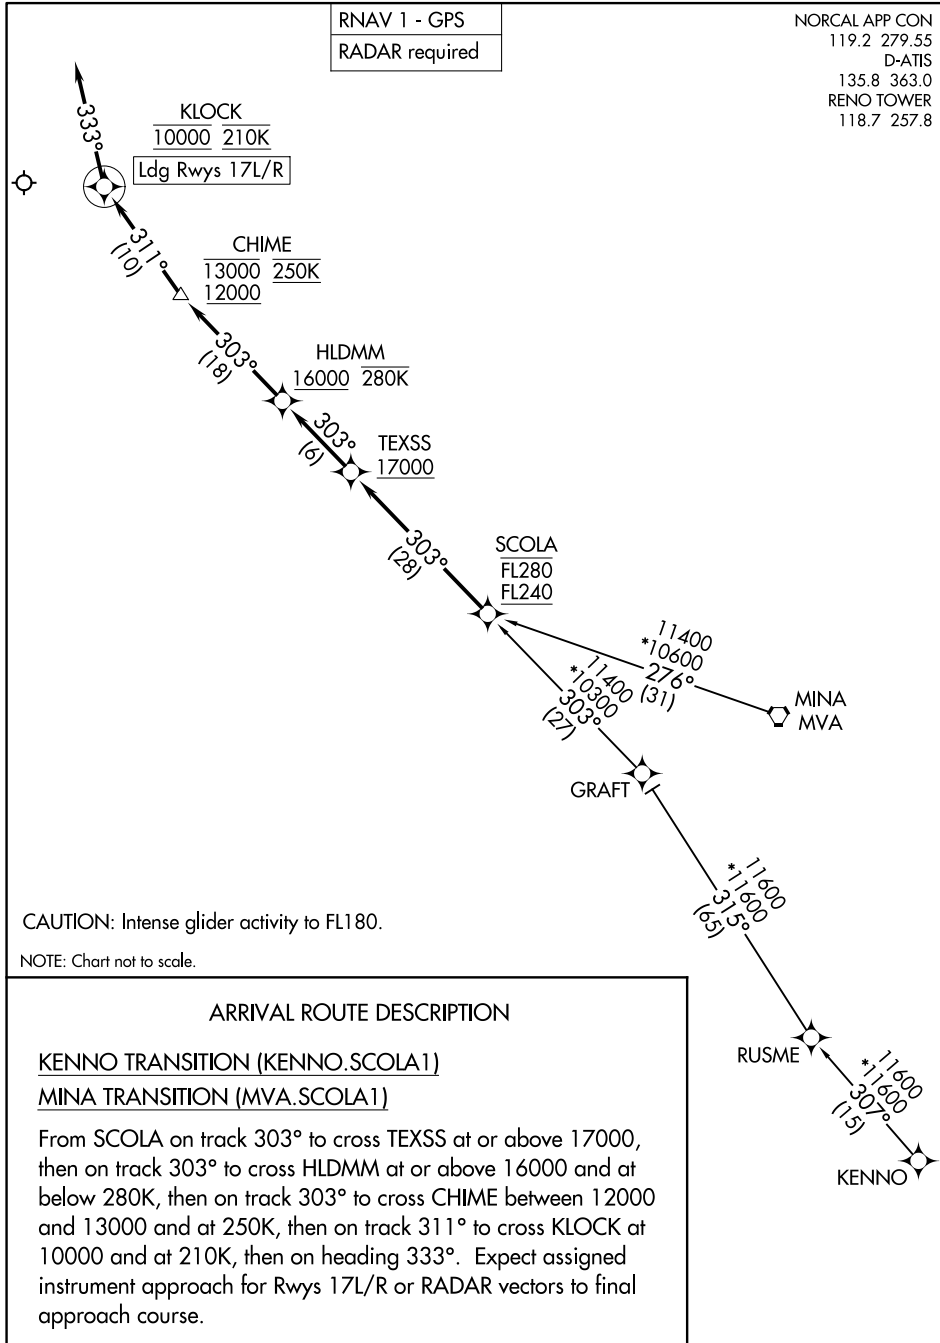 RNAV 1 - GPS
RADAR required
NORCAL APP CON
119.2 279.55
D-ATIS
135.8 363.0
RENO TOWER
118.7 257.8
333°
KLOCK
10000 210K
Ldg Rwys 17L/R
311°
(10)
CHIME
13000 250K
12000
303°
(18)
HLDMM
16000 280K
303°
(6)
TEXSS
17000
303°
(28)
SCOLA
FL280
FL240
11400
*10600
276°
(31)
MINA
MVA
11400
*10300
303°
(27)
GRAFT
11600
*11600
315°
(65)
RUSME
11600
*11600
307°
(15)
KENNO
CAUTION: Intense glider activity to FL180.
NOTE: Chart not to scale.
ARRIVAL ROUTE DESCRIPTION
KENNO TRANSITION (KENNO.SCOLA1)
MINA TRANSITION (MVA.SCOLA1)
From SCOLA on track 303° to cross TEXSS at or above 17000,
then on track 303° to cross HLDMM at or above 16000 and at
below 280K, then on track 303° to cross CHIME between 12000
and 13000 and at 250K, then on track 311° to cross KLOCK at
10000 and at 210K, then on heading 333°. Expect assigned
instrument approach for Rwys 17L/R or RADAR vectors to final
approach course.